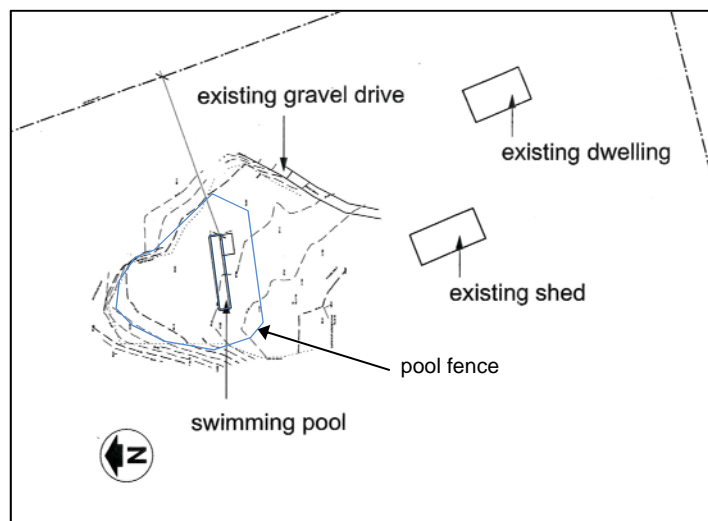 existing gravel drive
existing dwelling
existing shed
pool fence
swimming pool
N